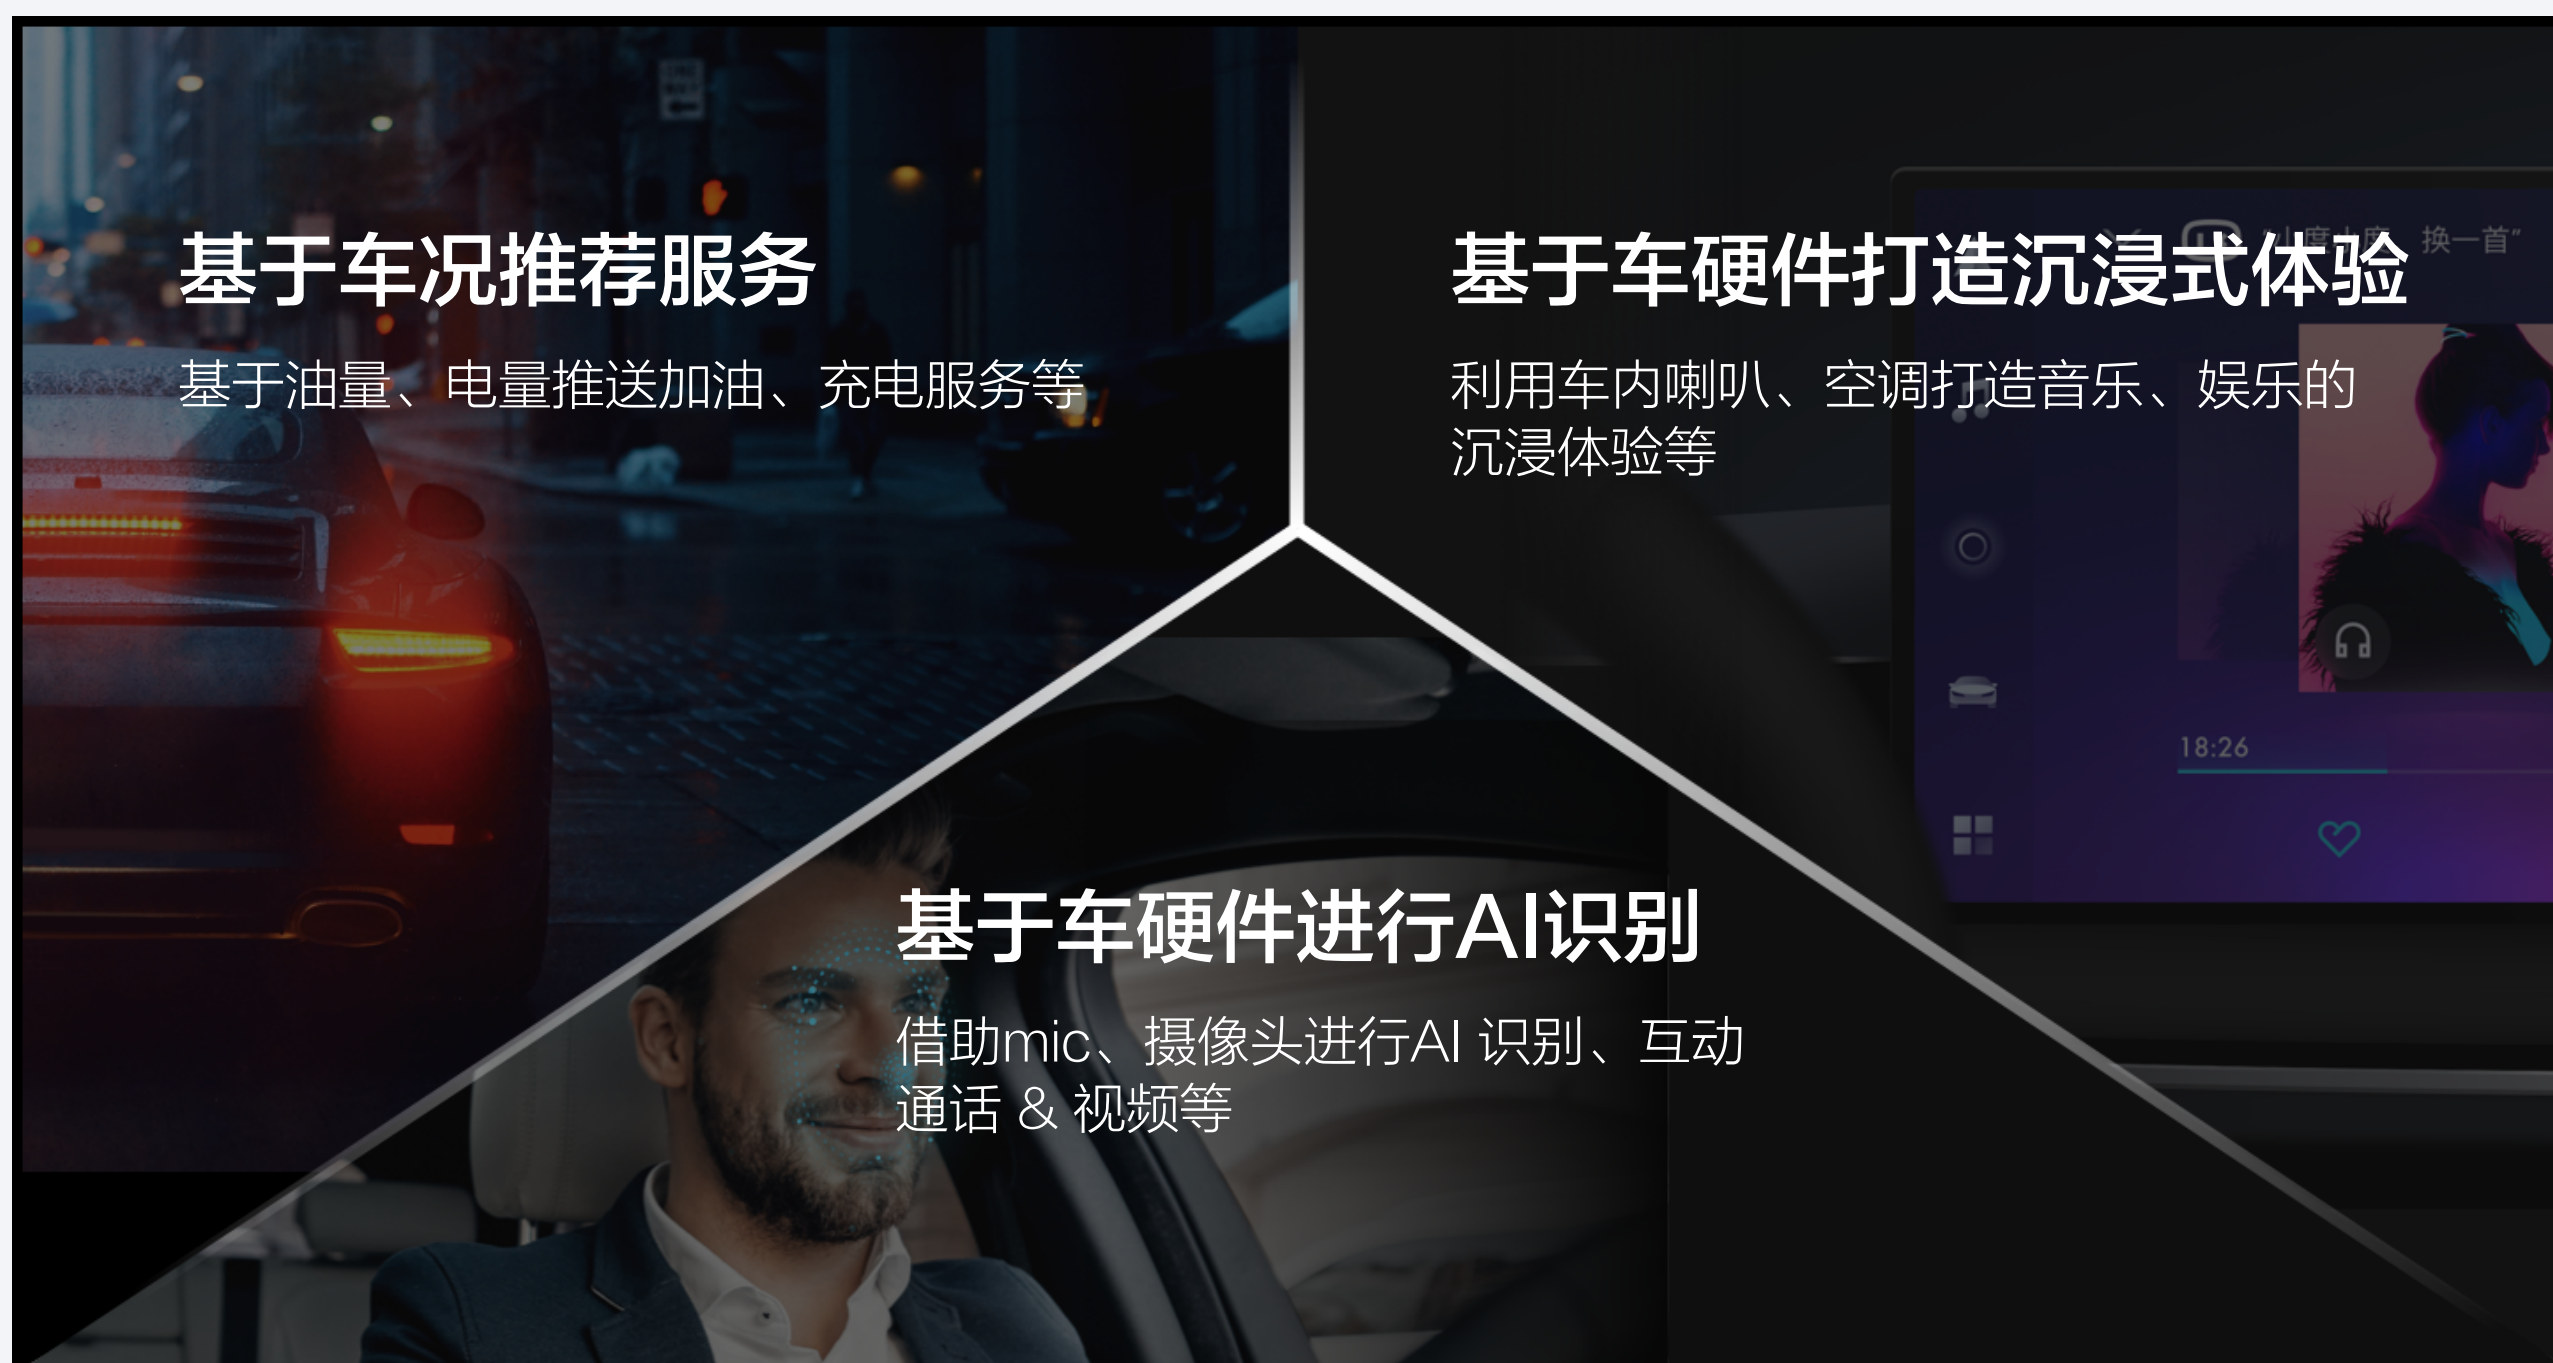 基于车况推荐服务
基于油量、电量推送加油、充电服务等
基于车硬件打造沉浸式体验
利用车内喇叭、空调打造音乐、娱乐的
沉浸体验等
换一首”
18:26
基于车硬件进行AI识别
借助mic、摄像头进行AI 识别、互动
通话 & 视频等